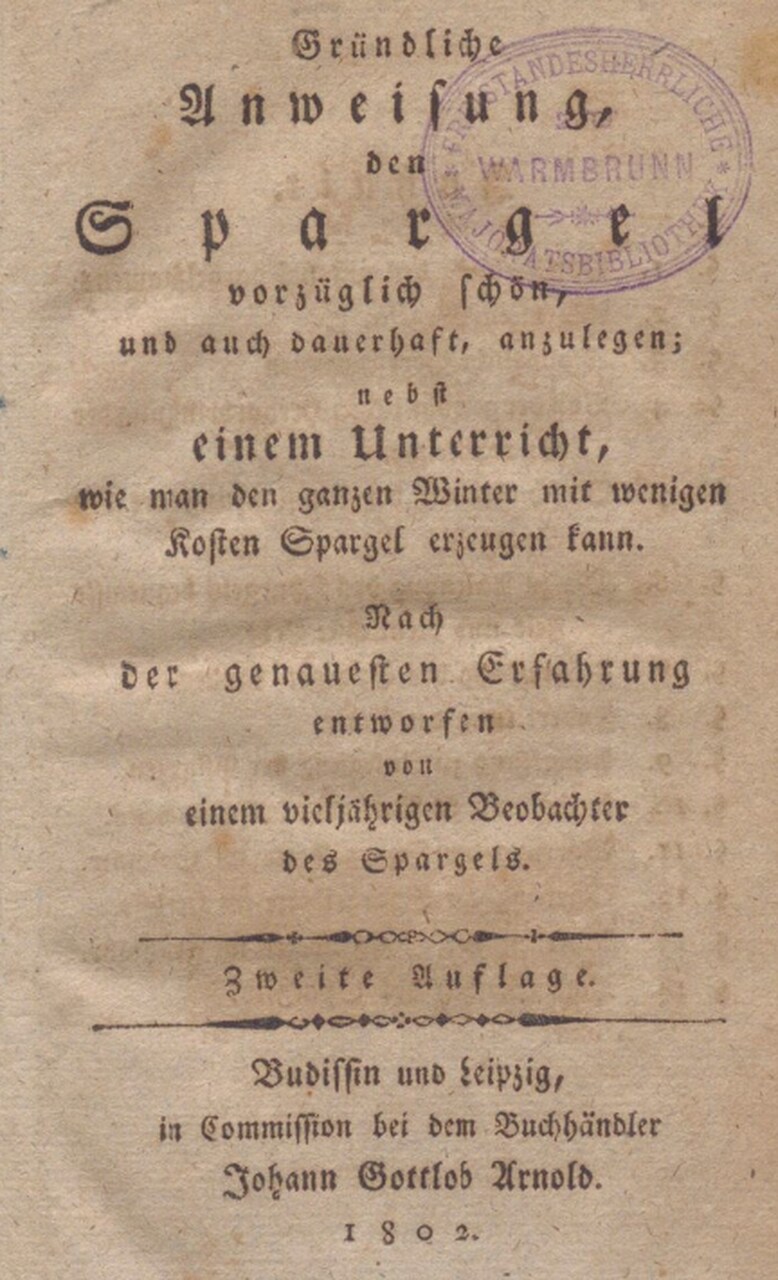 Gründliche
Anweiſung,
den
Spargel
vorzüglich ſchön,
und auch dauerhaft, anzulegen;
nebſt
einem Unterricht,
wie man den ganzen Winter mit wenigen
Koſten Spargel erzeugen kann.
Nach
der genaueſten Erfahrung
entworfen
von
einem vieljährigen Beobachter
des Spargels.
Zweite Auflage.
Budiſſin und Leipzig,
in Commiſſion bei dem Buchhändler
Johann Gottlob Arnold.
1802.
FREISTANDESHERRLICHE
WARMBRUNN
MAJORATSBIBLIOTHEK